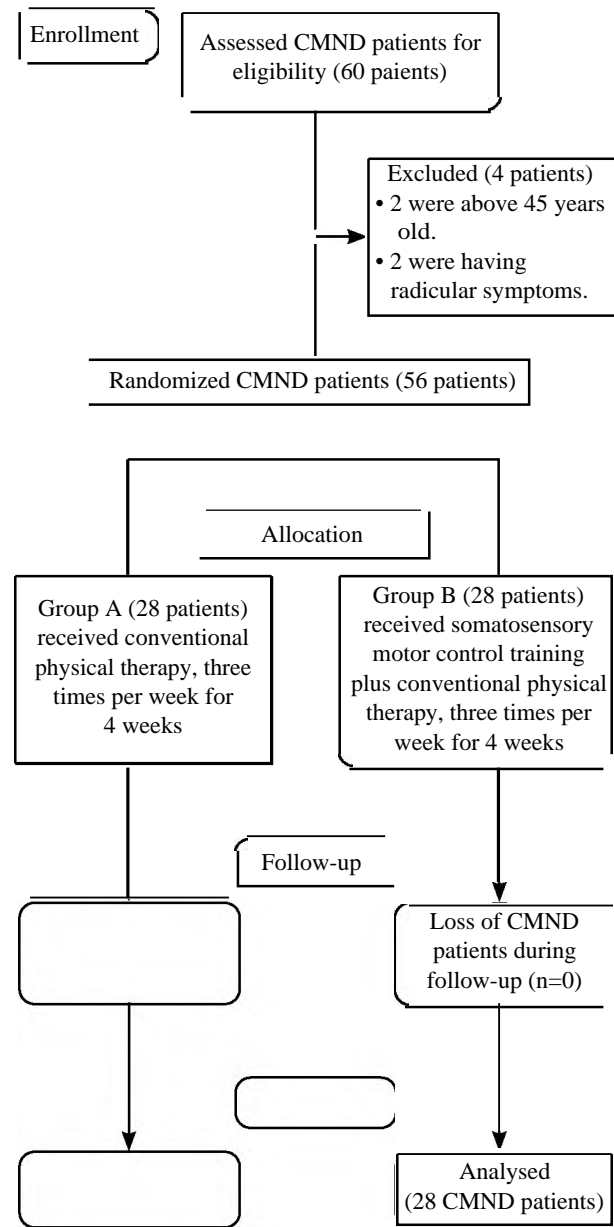 Enrollment
Assessed CMND patients for
eligibility (60 paients)
Excluded (4 patients)
• 2 were above 45 years
old.
• 2 were having
radicular symptoms.
Randomized CMND patients (56 patients)
Allocation
Group A (28 patients)
received conventional
physical therapy, three
times per week for
4 weeks
Group B (28 patients)
received somatosensory
motor control training
plus conventional physical
therapy, three times per
week for 4 weeks
Follow-up
Loss of CMND
patients during
follow-up (n=0)
Analysed
(28 CMND patients)